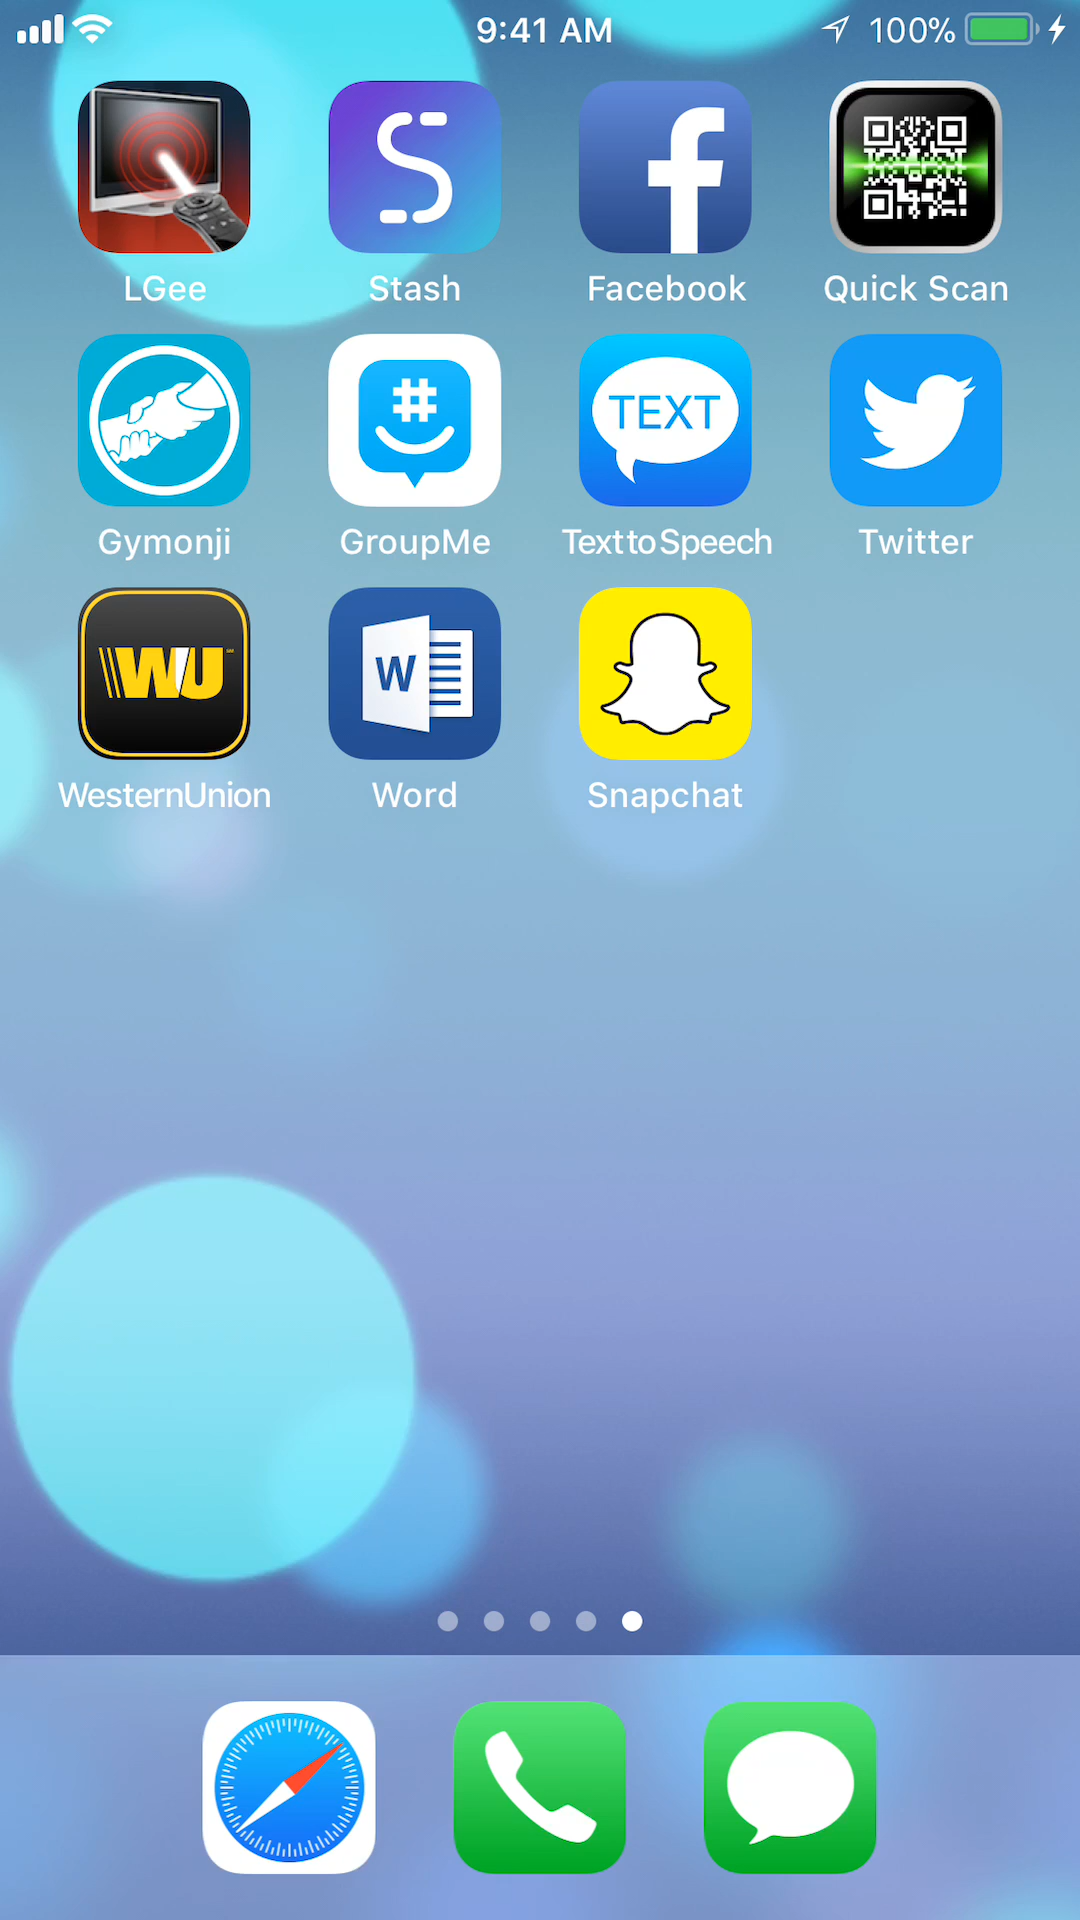 9:41 AM 100%
LGee Stash Facebook Quick Scan
TEXT
Gymonji GroupMe Text to Speech Twitter
WU W
WesternUnion Word Snapchat